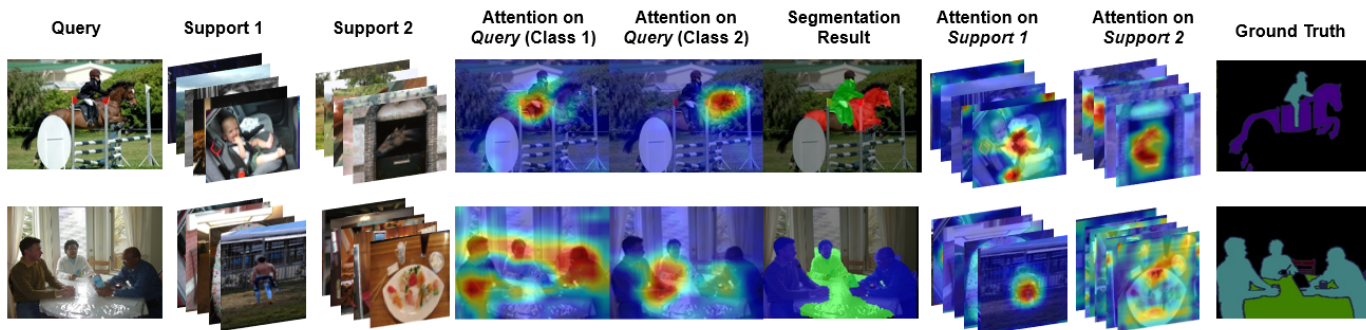 Query
Support 1
Support 2
Attention on
Query (Class 1)
Attention on
Query (Class 2)
Segmentation
Result
Attention on
Support 1
Attention on
Support 2
Ground Truth